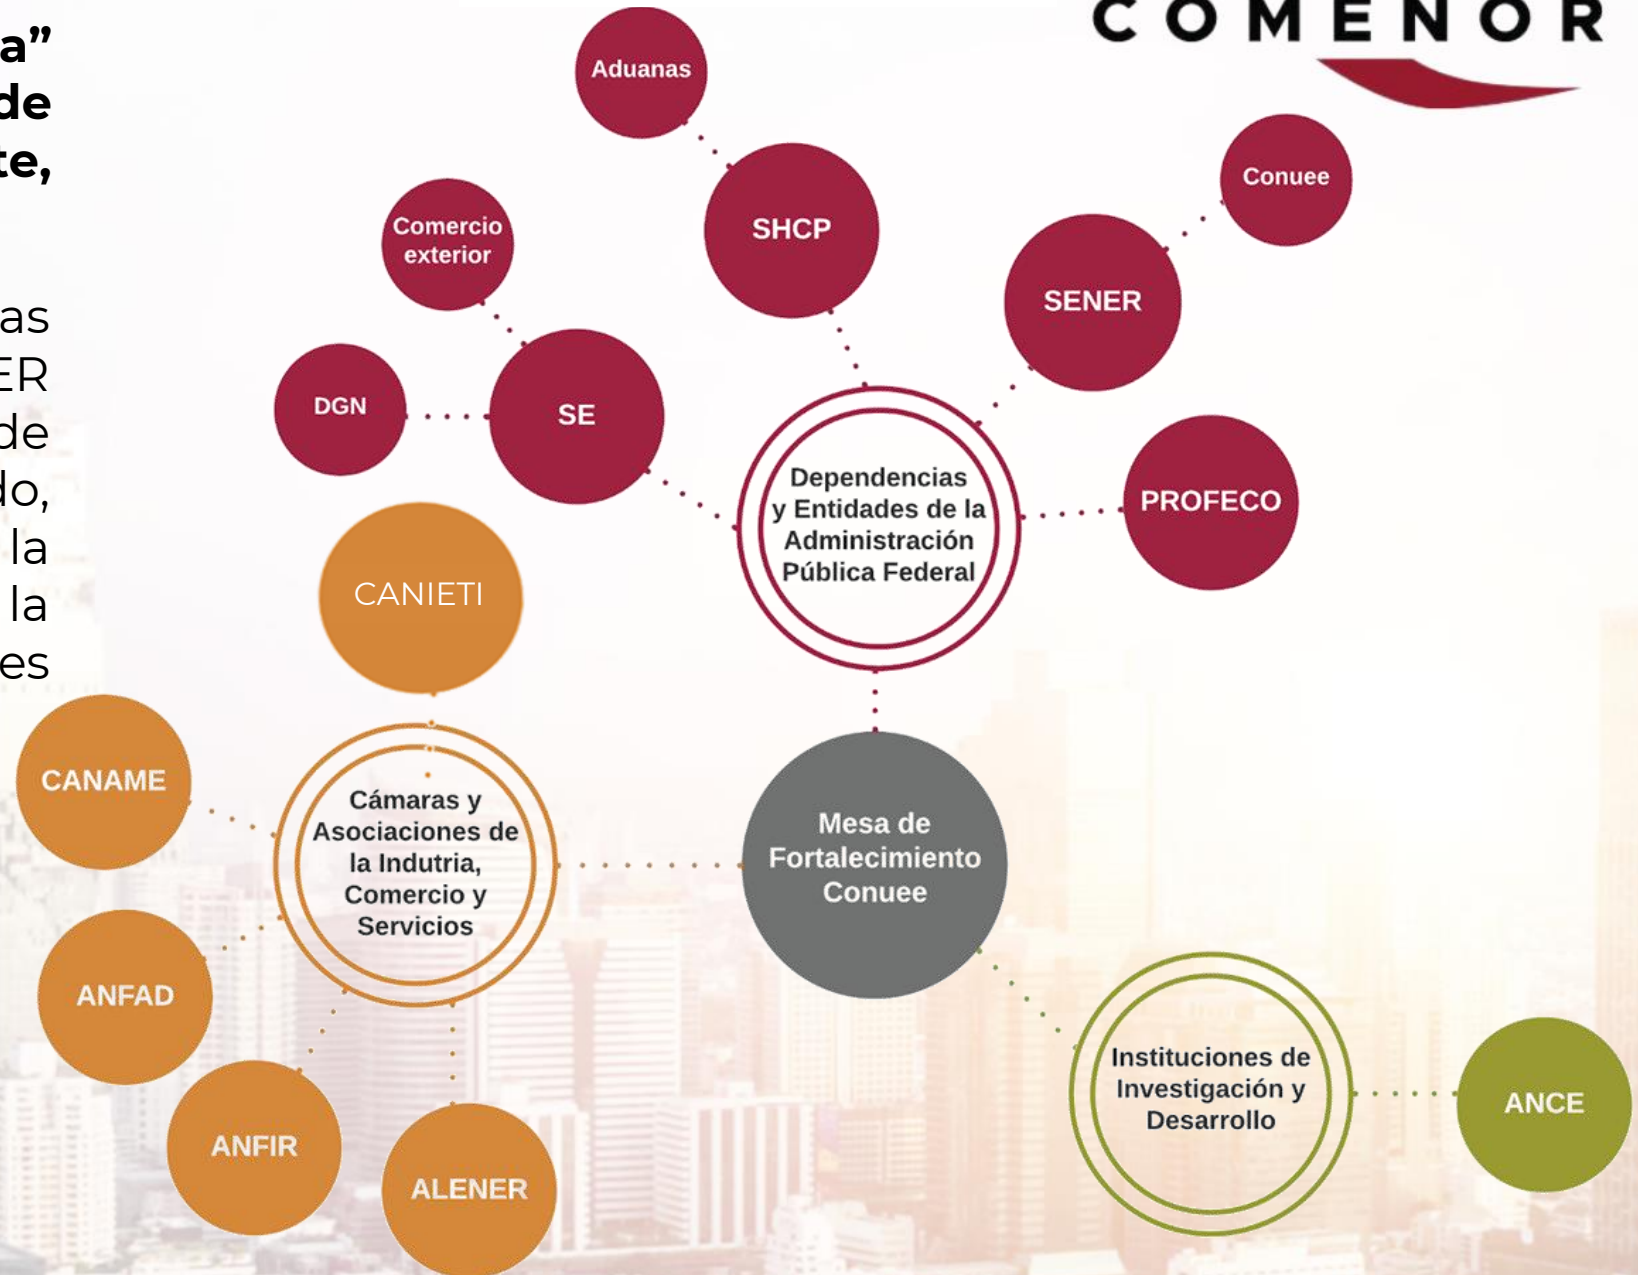 COMENOR
a”
de
te,
as
ER
de
do,
la
la
es
Aduanas
Conuee
SHCP
Comercio
exterior
SENER
DGN
SE
PROFECO
Dependencias
y Entidades de la
Administración
Pública Federal
CANIETI
CANAME
Cámaras y
Asociaciones de
la Indutria,
Comercio y
Servicios
Mesa de
Fortalecimiento
Conuee
ANFAD
ANFIR
ALENER
Instituciones de
Investigación y
Desarrollo
ANCE